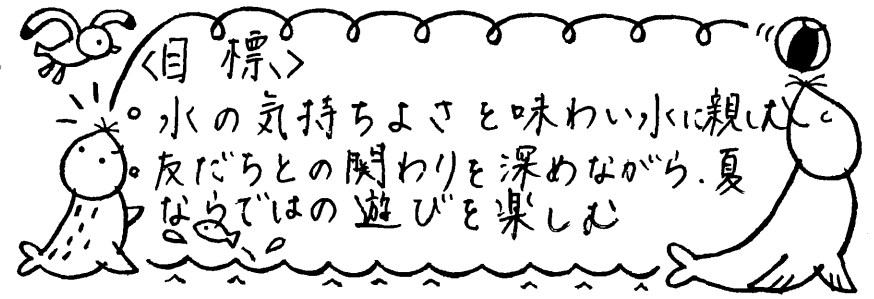 <目標>
○水の気持ちよさを味わい水に親しむ
○友だちとの関わりを深めながら、夏
ならではの遊びを楽しむ